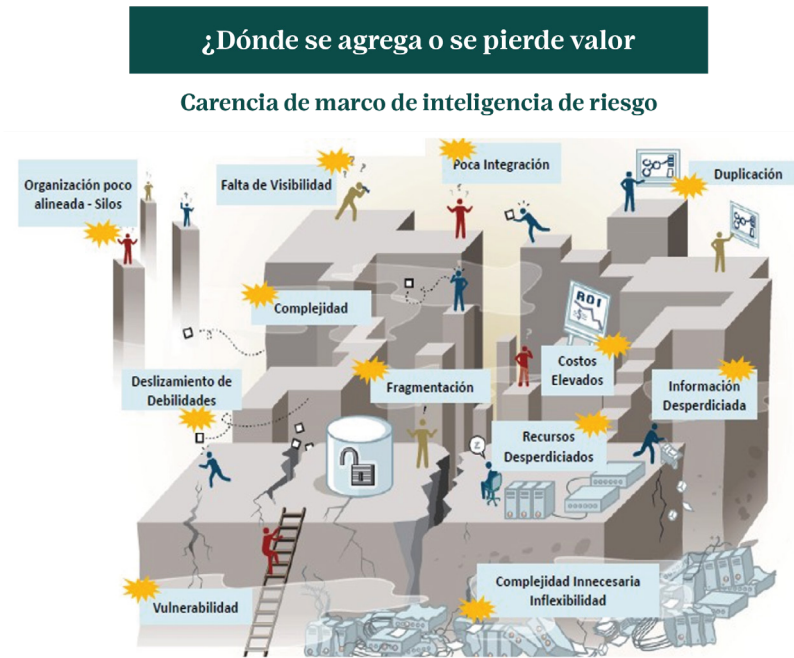 ¿Dónde se agrega o se pierde valor
Carencia de marco de inteligencia de riesgo
Organización poco
alineada - Silos
Falta de Visibilidad
Poca Integración
Duplicación
Complejidad
ROI
$=
Costos
Elevados
Deslizamiento de
Debilidades
Fragmentación
Información
Desperdiciada
Recursos
Desperdiciados
Z
Vulnerabilidad
Complejidad Innecesaria
Inflexibilidad